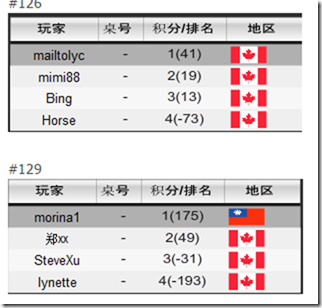 #126
玩家 桌号 积分/排名 地区
mailtolyc - 1(41)
mimi88 - 2(19)
Bing - 3(13)
Horse - 4(-73)
#129
玩家 桌号 积分/排名 地区
morina1 - 1(175)
郑xx - 2(49)
SteveXu - 3(-31)
lynette - 4(-193)